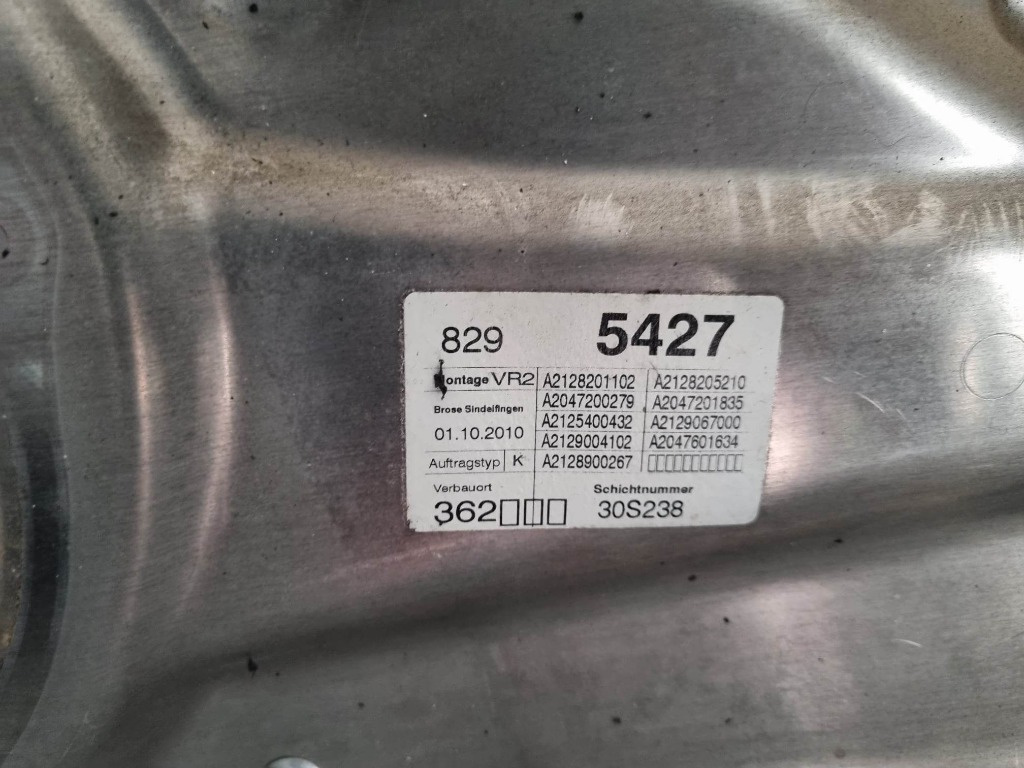 829 5427
Montage VR2 A2128201102 A2128205210
A2047200279 A2047201835
Brose Sindelfingen
A2125400432 A2129067000
01.10.2010
A2129004102 A2047601634
Auftragstyp K A2128900267 ▯▯▯▯▯▯▯▯▯▯▯
Verbauort Schichtnummer
362▯▯▯ 30S238